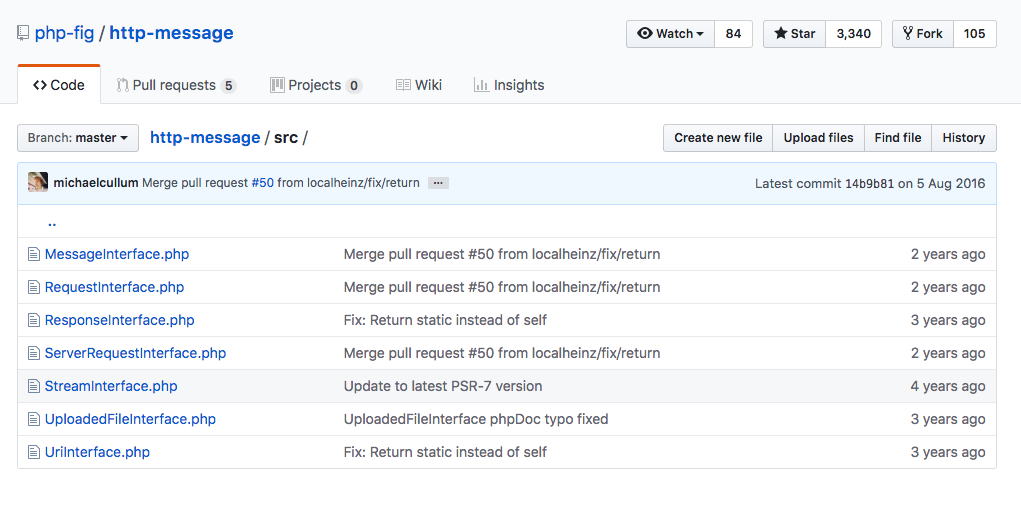 php-fig / http-message Watch 84 Star 3,340 Fork 105
Code Pull requests 5 Projects 0 Wiki Insights
Branch: master http-message / src / Create new file Upload files Find file History
michaelcullum Merge pull request #50 from localheinz/fix/return ... Latest commit 14b9b81 on 5 Aug 2016
..
MessageInterface.php Merge pull request #50 from localheinz/fix/return 2 years ago
RequestInterface.php Merge pull request #50 from localheinz/fix/return 2 years ago
ResponseInterface.php Fix: Return static instead of self 3 years ago
ServerRequestInterface.php Merge pull request #50 from localheinz/fix/return 2 years ago
StreamInterface.php Update to latest PSR-7 version 4 years ago
UploadedFileInterface.php UploadedFileInterface phpDoc typo fixed 3 years ago
UriInterface.php Fix: Return static instead of self 3 years ago